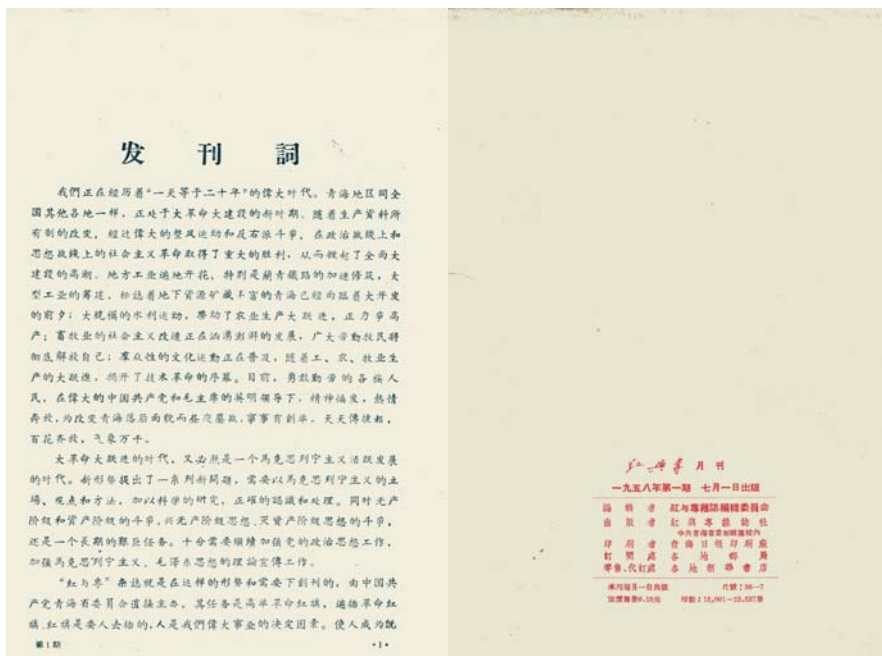 发 刊 詞
我們正在經历着“一天等于二十年”的偉大时代。青海地区同全
国其他各地一样，正处于大革命大建設的新时期。随着生产資料所
有制的改变，經过偉大的整风运动和反右派斗爭，在政治战綫上和
思想战綫上的社会主义革命取得了重大的胜利，从而掀起了全面大
建設的高潮。地方工业遍地开花，特别是蘭青鐵路的加速修筑，大
型工业的筹建，标志着地下資源矿藏丰富的青海已經面临着大开发
的前夕；大規模的水利运动，帶动了农业生产大跃进，正力爭高
产；畜牧业的社会主义改造正在汹湧澎湃的发展，广大劳动牧民将
彻底解放自己；羣众性的文化运動正在普及，随着工、农、牧业生
产的大跃進，揭开了技术革命的序幕。目前，勇敢勤劳的各族人
民，在偉大的中国共产党和毛主席的英明領导下，精神煥发，热情
奔放，为改变青海落后面貌而昼夜鏖战，事事有創举，天天傳捷報，
百花齐放，气象万千。
大革命大跃进的时代，又必然是一个馬克思列宁主义活跃发展
的时代。新形势提出了一系列新問題，需要以馬克思列宁主义的立
場、观点和方法，加以科学的研究，正确的認識和处理。同时无产
阶級和資产阶級的斗爭，兴无产阶級思想、灭資产阶級思想的斗爭，
还是一个長期的艰巨任务。十分需要继續加强党的政治思想工作，
加强馬克思列宁主义、毛泽东思想的理論宣傳工作。
“紅与专”杂誌就是在这样的形势和需要下創刊的，由中国共
产党青海省委員会直接主办。其任务是高举革命紅旗，遍插革命紅
旗。紅旗是要人去插的，人是我們偉大事业的决定因素。使人成为既
第1期
·1·
紅与專 月刊
一九五八年第一期 七月一日出版
編輯者 紅与專雜誌編輯委員会
出版者 紅與專雜誌社
中共青海省委初級党校內
印刷者 青海日報印刷廠
訂閱處 各地郵局
零售、代訂處 各地新華書店
本刊每月一日出版 代號：56—7